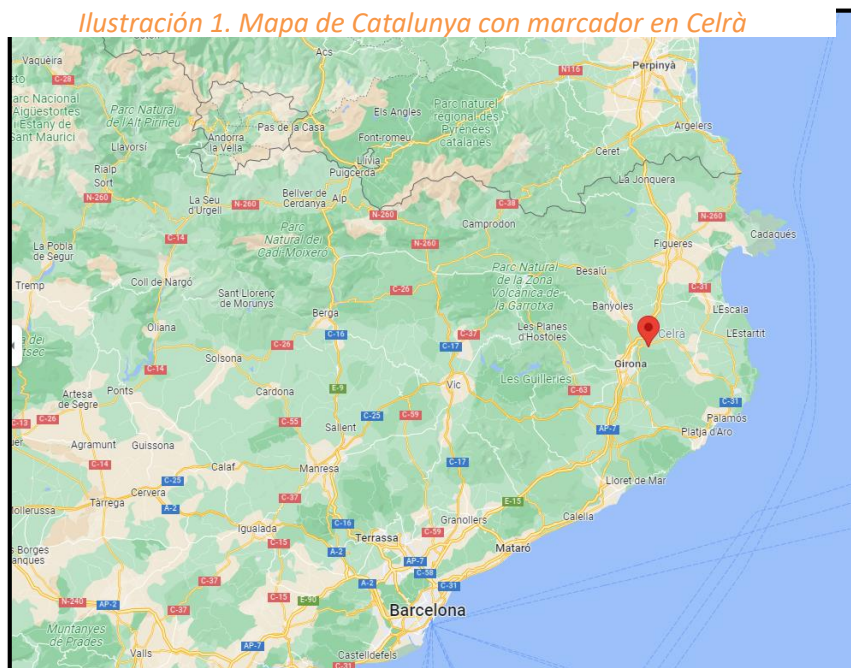 Ilustración 1. Mapa de Catalunya con marcador en Celrà
Vaqueira
Acs
N116
Perpinyà
C-28
arc Nacional
Aigüestortes
i Estany de
Sant Maurici
Parc Natural
de l'Alt Pirineu
Andorra
la Vella
Pas de la Casa
Els Angles
Font-romeu
Parc naturel
régional des
Pyrénées
catalanes
Argelers
Llavorsí
Llívia
Puigcerdà
Ceret
La Jonquera
Rialp
Sort
N-260
La Seu
d'Urgell
N-260
Bellver de
Cerdanya
Alp
N-260
C-38
N-260
Camprodon
N-260
Cadaqués
C-14
Parc
Natural del
Cadí-Moixeró
Figueres
La Pobla
de Segur
Tremp
Coll de Nargó
Sant Llorenç
de Morunys
C-26
Parc Natural
de la Zona
Volcànica de
la Garrotxa
Besalú
C-31
Banyoles
L'Escala
Berga
Oliana
C-16
C-26
C-17
C-37
Les Planes
d'Hostoles
Celrà
L'Estartit
Solsona
C-14
Girona
Artesa
de Segre
Ponts
Cardona
E-9
Vic
Les Guilleries
C-63
C-31
C-13
C-26
C-55
C-25
C-59
Sallent
AP-7
Palamós
Platja d'Aro
Agramunt
Guissona
C-14
Calaf
Manresa
C-17
C-25
Lloret de Mar
Cervera
C-37
E-15
Tàrrega
A-2
Mollerussa
C-16
Granollers
Calella
Igualada
C-15
Terrassa
C-59
Mataró
s Borges
anques
A-2
AP-7
C-58
C-37
A-2
C-31
N-240
AP-2
C-37
C-15
E-90
Barcelona
Muntanyes
de Prades
AP-7
Valls
Castelldefels
C-31